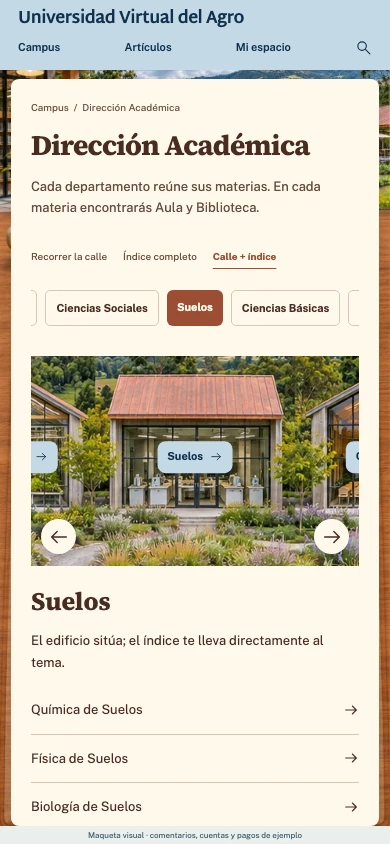 Universidad Virtual del Agro
Campus Artículos Mi espacio
Campus / Dirección Académica
Dirección Académica
Cada departamento reúne sus materias. En cada
materia encontrarás Aula y Biblioteca.
Recorrer la calle Índice completo Calle + índice
Ciencias Sociales Suelos Ciencias Básicas
→ Suelos →
← →
Suelos
El edificio sitúa; el índice te lleva directamente al
tema.
Química de Suelos →
Física de Suelos →
Biología de Suelos →
Maqueta visual · comentarios, cuentas y pagos de ejemplo